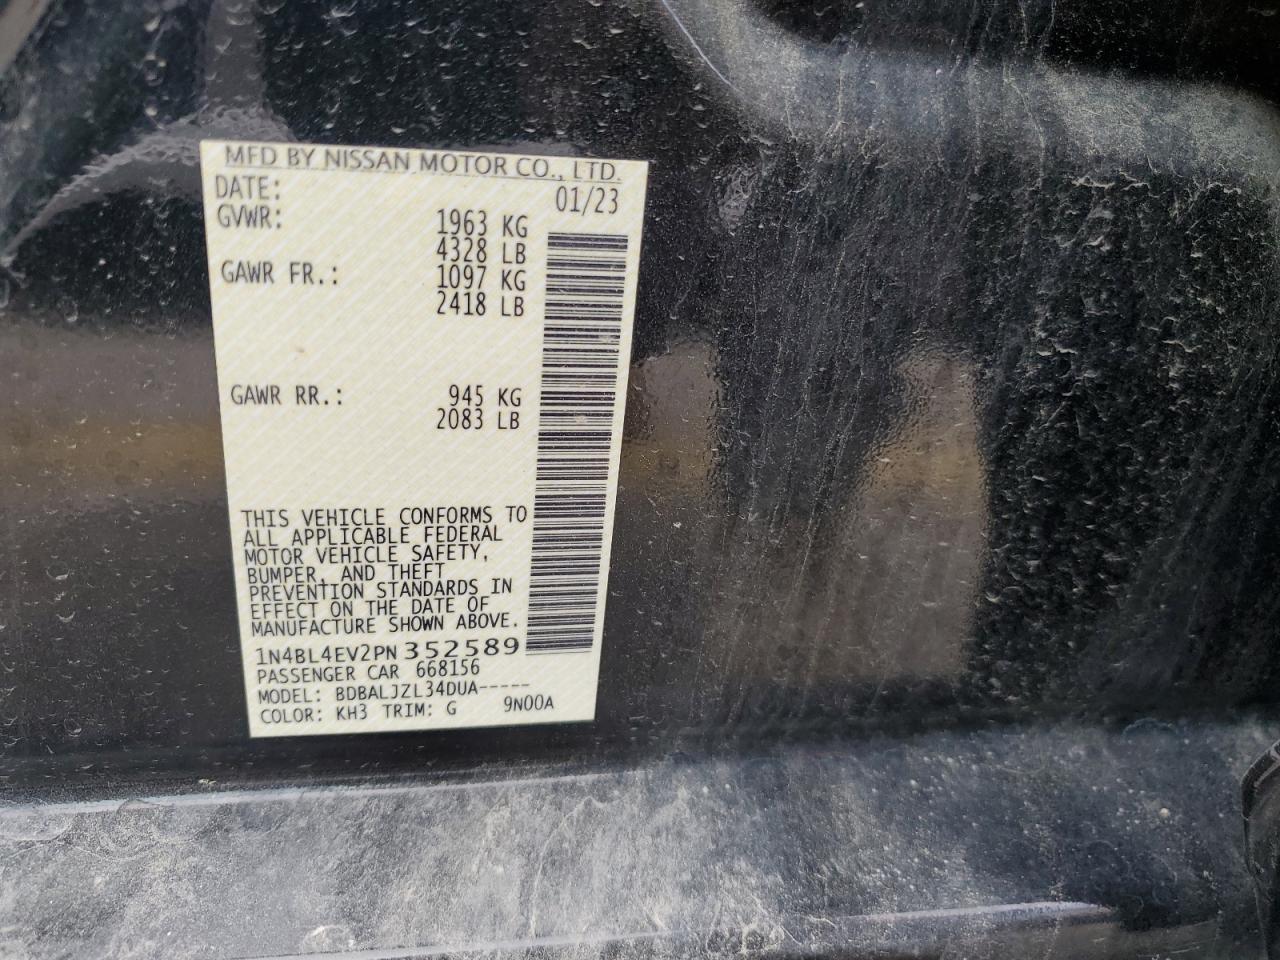 MFD BY NISSAN MOTOR CO., LTD.
DATE: 01/23
GVWR: 1963 KG
4328 LB
GAWR FR.: 1097 KG
2418 LB
GAWR RR.: 945 KG
2083 LB
THIS VEHICLE CONFORMS TO
ALL APPLICABLE FEDERAL
MOTOR VEHICLE SAFETY,
BUMPER, AND THEFT
PREVENTION STANDARDS IN
EFFECT ON THE DATE OF
MANUFACTURE SHOWN ABOVE.
1N4BL4EV2PN352589
PASSENGER CAR 668156
MODEL: BDBALJZL34DUA-----
COLOR: KH3 TRIM: G 9N00A